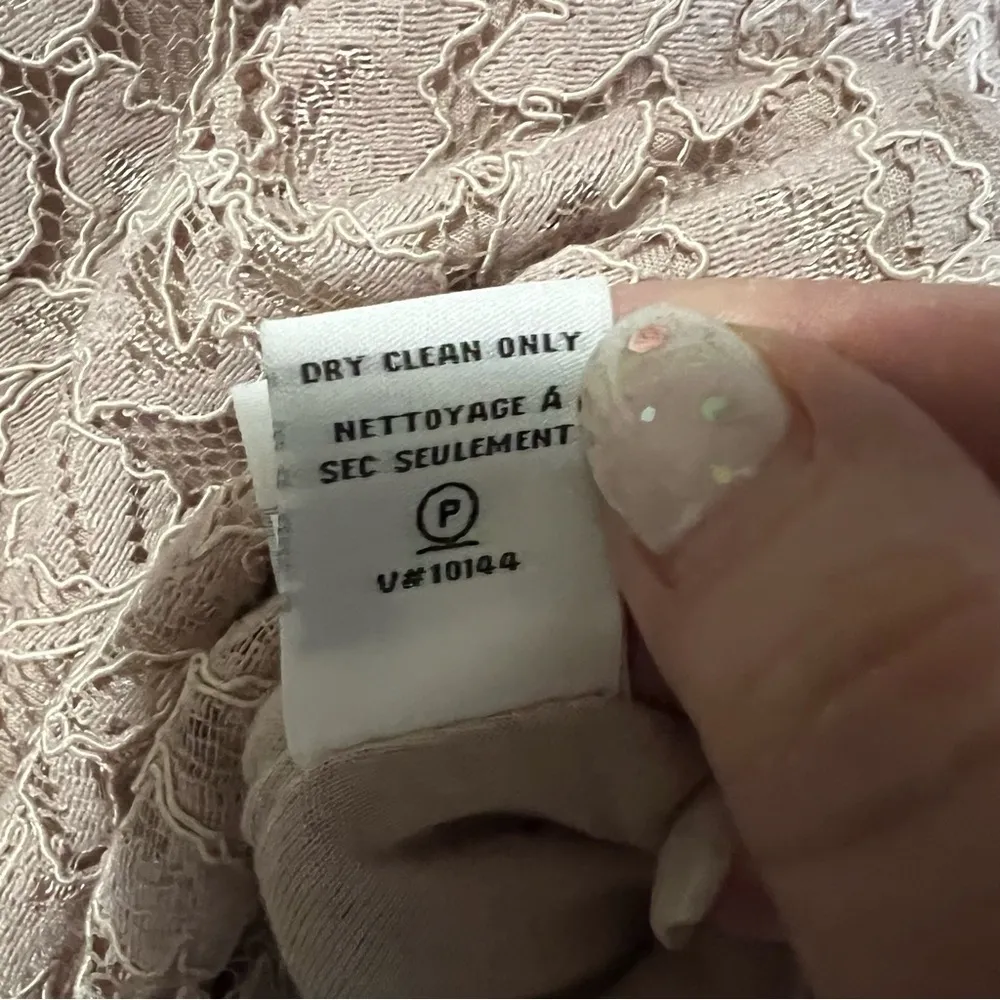 DRY CLEAN ONLY
NETTOYAGE Á
SEC SEULEMENT
P
V#10144